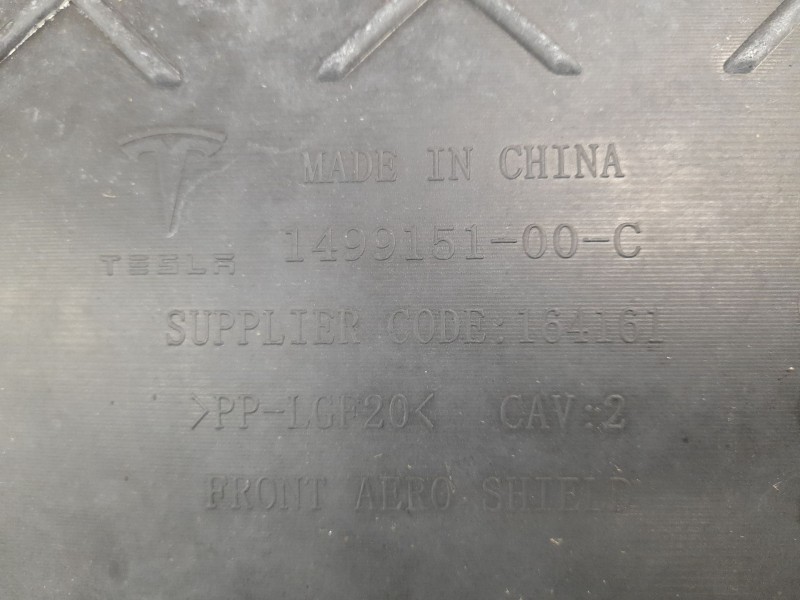 MADE IN CHINA
TESLA
1499151-00-C
SUPPLIER CODE:164161
>PP-LGF20< CAV:2
FRONT AERO SHIELD